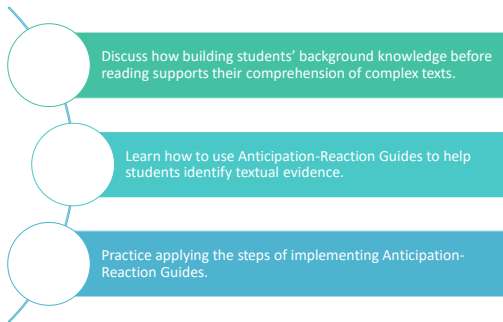 Discuss how building students’ background knowledge before
reading supports their comprehension of complex texts.
Learn how to use Anticipation-Reaction Guides to help
students identify textual evidence.
Practice applying the steps of implementing Anticipation-
Reaction Guides.